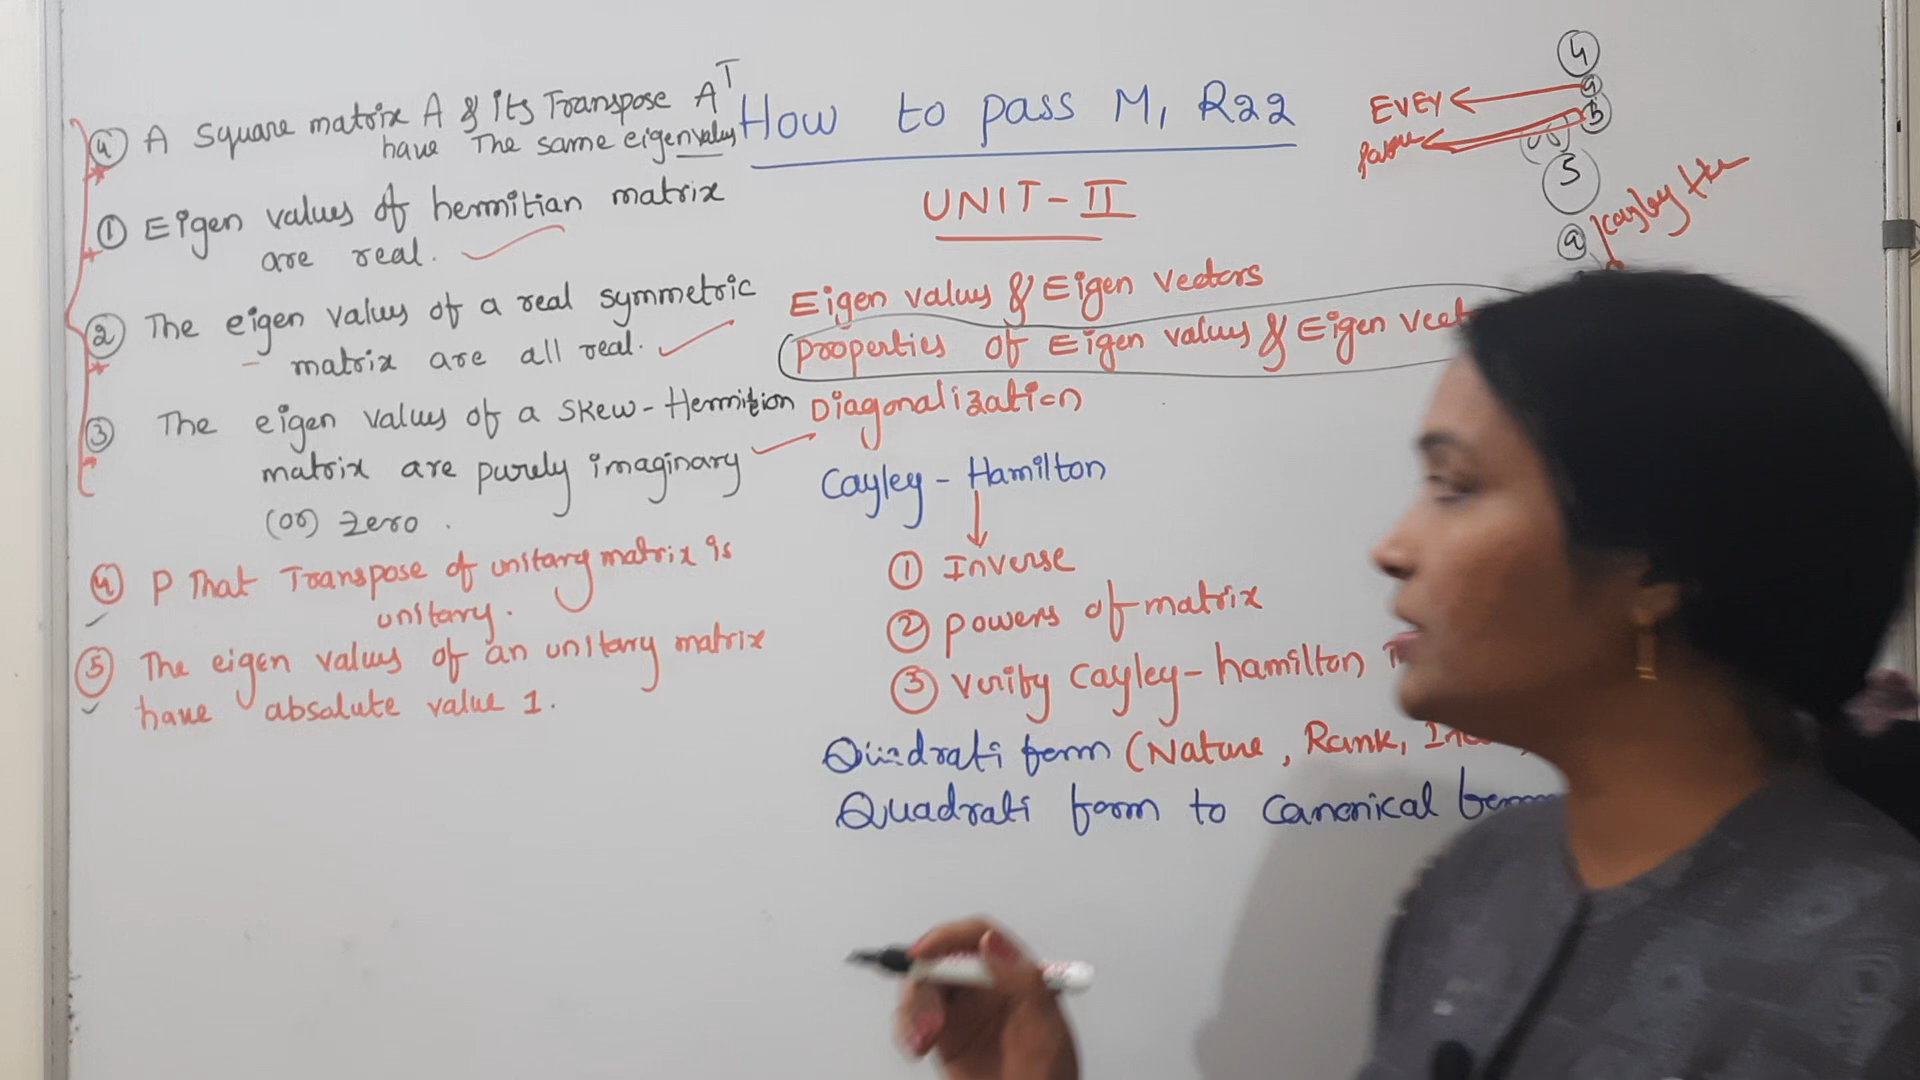 ④ A square matrix A & its Transpose Aᵀ
have The same eigenvalues
① Eigen values of hermitian matrix
are real.
② The eigen values of a real symmetric
matrix are all real.
③ The eigen values of a Skew-Hermition
matrix are purely imaginary
(or) zero.
④ P That Transpose of unitary matrix is
unitary.
⑤ The eigen values of an unitary matrix
have absolute value 1.
How to pass M, R22
UNIT-II
Eigen values & Eigen Vectors
Properties of Eigen values & Eigen Vect
Diagonalization
Cayley-Hamilton
① Inverse
② powers of matrix
③ Verify Cayley-hamilton
Quadrati form (Nature, Rank,
Quadrati form to Canonical form
4
a
EVEY
b
5
a
Cayley